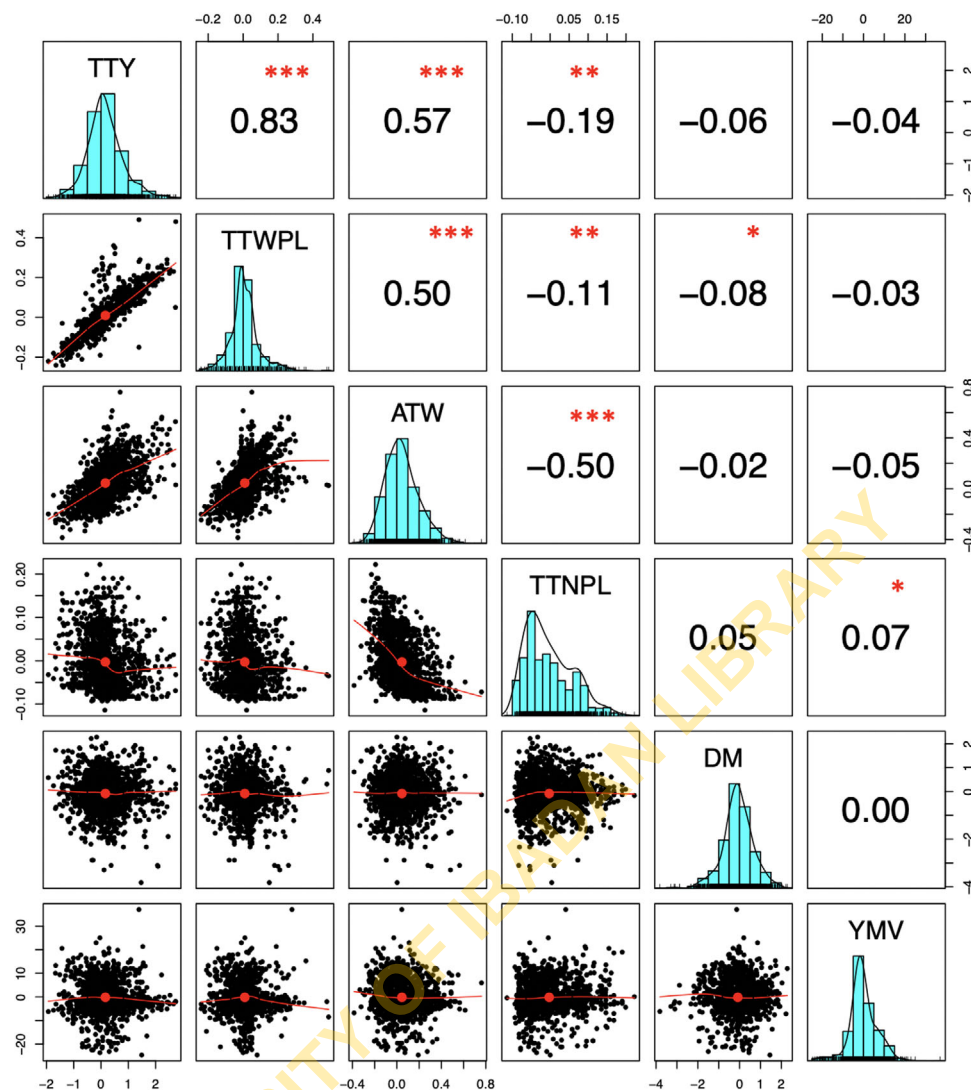 -0.2 0.0 0.2 0.4
-0.10 0.05 0.15
-20 0 20
TTY
***
0.83
***
0.57
**
-0.19
-0.06
-0.04
-2 -1 0 1 2
-0.2 0.0 0.2 0.4
TTWPL
***
0.50
**
-0.11
*
-0.08
-0.03
ATW
***
-0.50
-0.02
-0.05
-0.4 0.0 0.4 0.8
-0.10 0.00 0.10 0.20
TTNPL
0.05
*
0.07
DM
0.00
-4 -2 0 2
-20 0 10 30
YMV
-2 -1 0 1 2
-0.4 0.0 0.4 0.8
-4 -2 0 2
ITY OF IBADAN LIBRARY